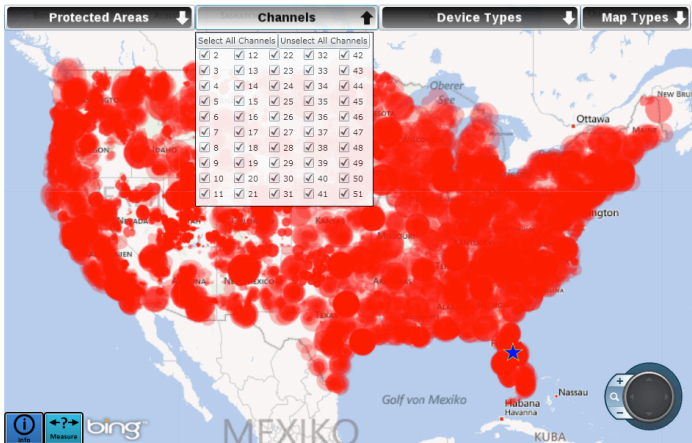 Protected Areas
Channels
Device Types
Map Types
Select All Channels
Unselect All Channels
2 12 22 32 42
3 13 23 33 43
4 14 24 34 44
5 15 25 35 45
6 16 26 36 46
7 17 27 37 47
8 18 28 38 48
9 19 29 39 49
10 20 30 40 50
11 21 31 41 51
Oberer
See
Ottawa
NEW BRU
MAINE
NEVADA
ington
Golf von Mexiko
Nassau
Habana
Havanna
MEXIKO
KUBA
Info
Measure
bing